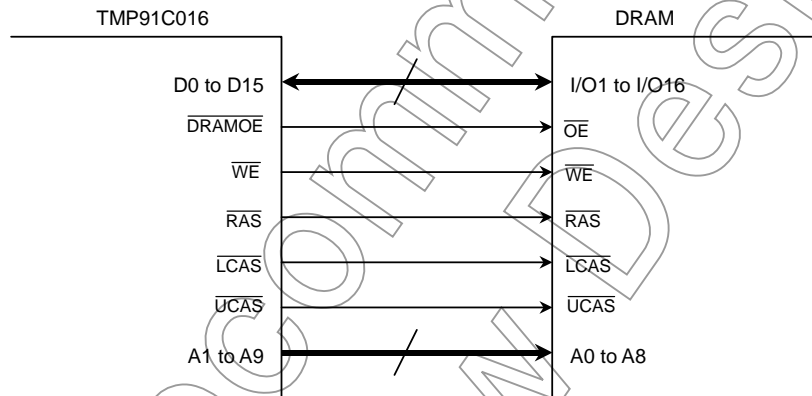 TMP91C016 DRAM
D0 to D15 I/O1 to I/O16
DRAMOE OE
WE WE
RAS RAS
LCAS LCAS
UCAS UCAS
A1 to A9 A0 to A8